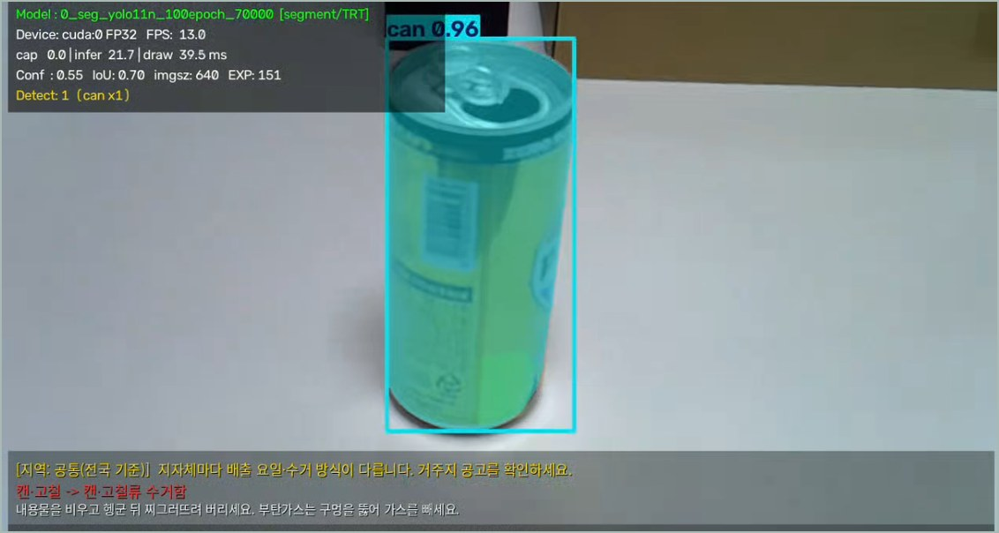 Model : 0_seg_yolo11n_100epoch_70000 [segment/TRT]
can 0.96
Device: cuda:0 FP32 FPS: 13.0
cap 0.0 | infer 21.7 | draw 39.5 ms
Conf : 0.55 IoU: 0.70 imgsz: 640 EXP: 151
Detect: 1 (can x1)
[지역: 공통(전국 기준)] 지자체마다 배출 요일·수거 방식이 다릅니다. 거주지 공고를 확인하세요.
캔·고철 -> 캔·고철류 수거함
내용물을 비우고 헹군 뒤 찌그러뜨려 버리세요. 부탄가스는 구멍을 뚫어 가스를 빼세요.